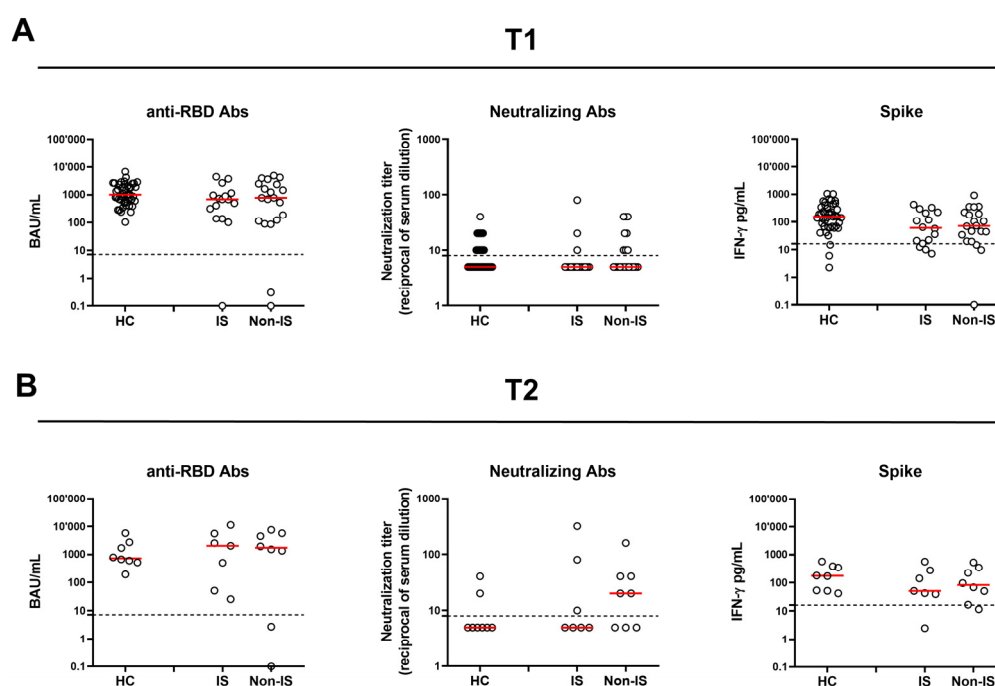 A
T1
anti-RBD Abs
BAU/mL
100'000
10'000
1000
100
10
1
0.1
HC
IS
Non-IS
Neutralizing Abs
Neutralization titer
(reciprocal of serum dilution)
1000
100
10
1
HC
IS
Non-IS
Spike
IFN-γ pg/mL
100'000
10'000
1000
100
10
1
0.1
HC
IS
Non-IS
B
T2
anti-RBD Abs
BAU/mL
100'000
10'000
1000
100
10
1
0.1
HC
IS
Non-IS
Neutralizing Abs
Neutralization titer
(reciprocal of serum dilution)
1000
100
10
1
HC
IS
Non-IS
Spike
IFN-γ pg/mL
100'000
10'000
1000
100
10
1
0.1
HC
IS
Non-IS